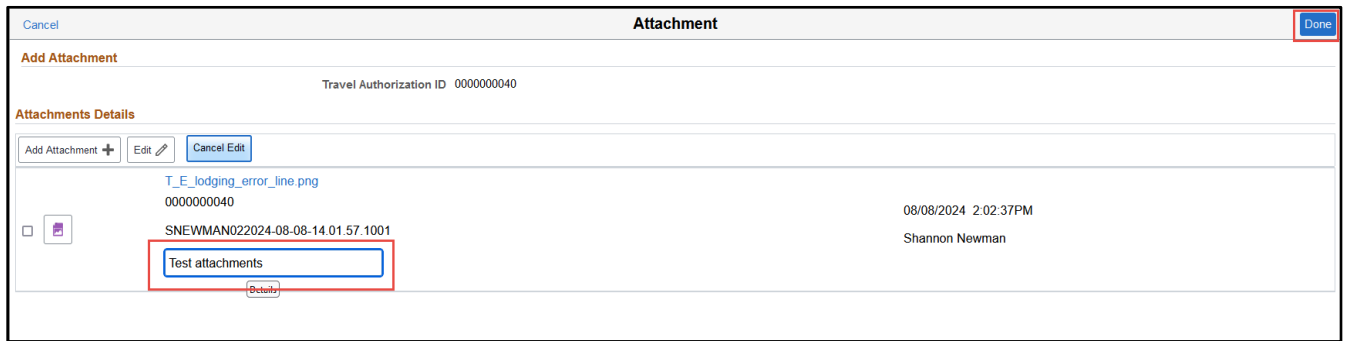 Cancel
Attachment
Done
Add Attachment
Travel Authorization ID 0000000040
Attachments Details
Add Attachment
Edit
Cancel Edit
T_E_lodging_error_line.png
0000000040
SNEWMAN022024-08-08-14.01.57.1001
Test attachments
Details
08/08/2024 2:02:37PM
Shannon Newman